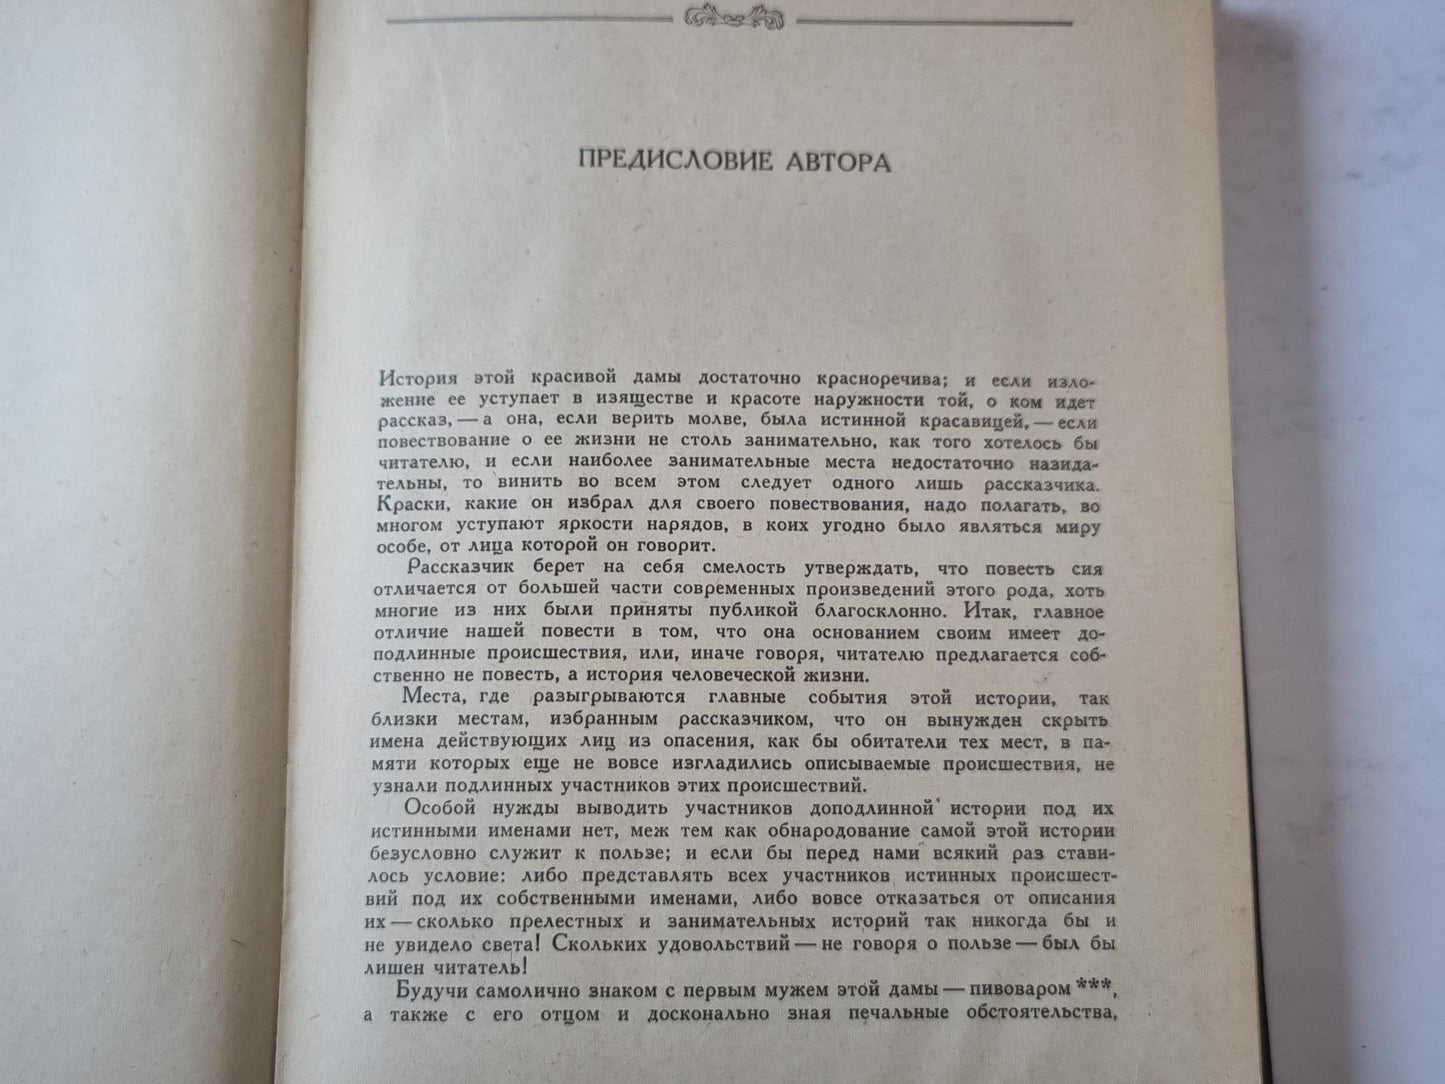 ПРЕДИСЛОВИЕ АВТОРА
История этой красивой дамы достаточно красноречива; и если изло-
жение ее уступает в изяществе и красоте наружности той, о ком идет
рассказ, — а она, если верить молве, была истинной красавицей, — если
повествование о ее жизни не столь занимательно, как того хотелось бы
читателю, и если наиболее занимательные места недостаточно назида-
тельны, то винить во всем этом следует одного лишь рассказчика.
Краски, какие он избрал для своего повествования, надо полагать, во
многом уступают яркости нарядов, в коих угодно было являться миру
особе, от лица которой он говорит.
Рассказчик берет на себя смелость утверждать, что повесть сия
отличается от большей части современных произведений этого рода, хоть
многие из них были приняты публикой благосклонно. Итак, главное
отличие нашей повести в том, что она основанием своим имеет до-
подлинные происшествия, или, иначе говоря, читателю предлагается соб-
ственно не повесть, а история человеческой жизни.
Места, где разыгрываются главные события этой истории, так
близки местам, избранным рассказчиком, что он вынужден скрыть
имена действующих лиц из опасения, как бы обитатели тех мест, в па-
мяти которых еще не вовсе изгладились описываемые происшествия, не
узнали подлинных участников этих происшествий.
Особой нужды выводить участников доподлинной истории под их
истинными именами нет, меж тем как обнародование самой этой истории
безусловно служит к пользе; и если бы перед нами всякий раз стави-
лось условие: либо представлять всех участников истинных происшест-
вий под их собственными именами, либо вовсе отказаться от описания
их — сколько прелестных и занимательных историй так никогда бы и
не увидело света! Скольких удовольствий — не говоря о пользе — был бы
лишен читатель!
Будучи самолично знаком с первым мужем этой дамы — пивоваром ***,
а также с его отцом и досконально зная печальные обстоятельства,